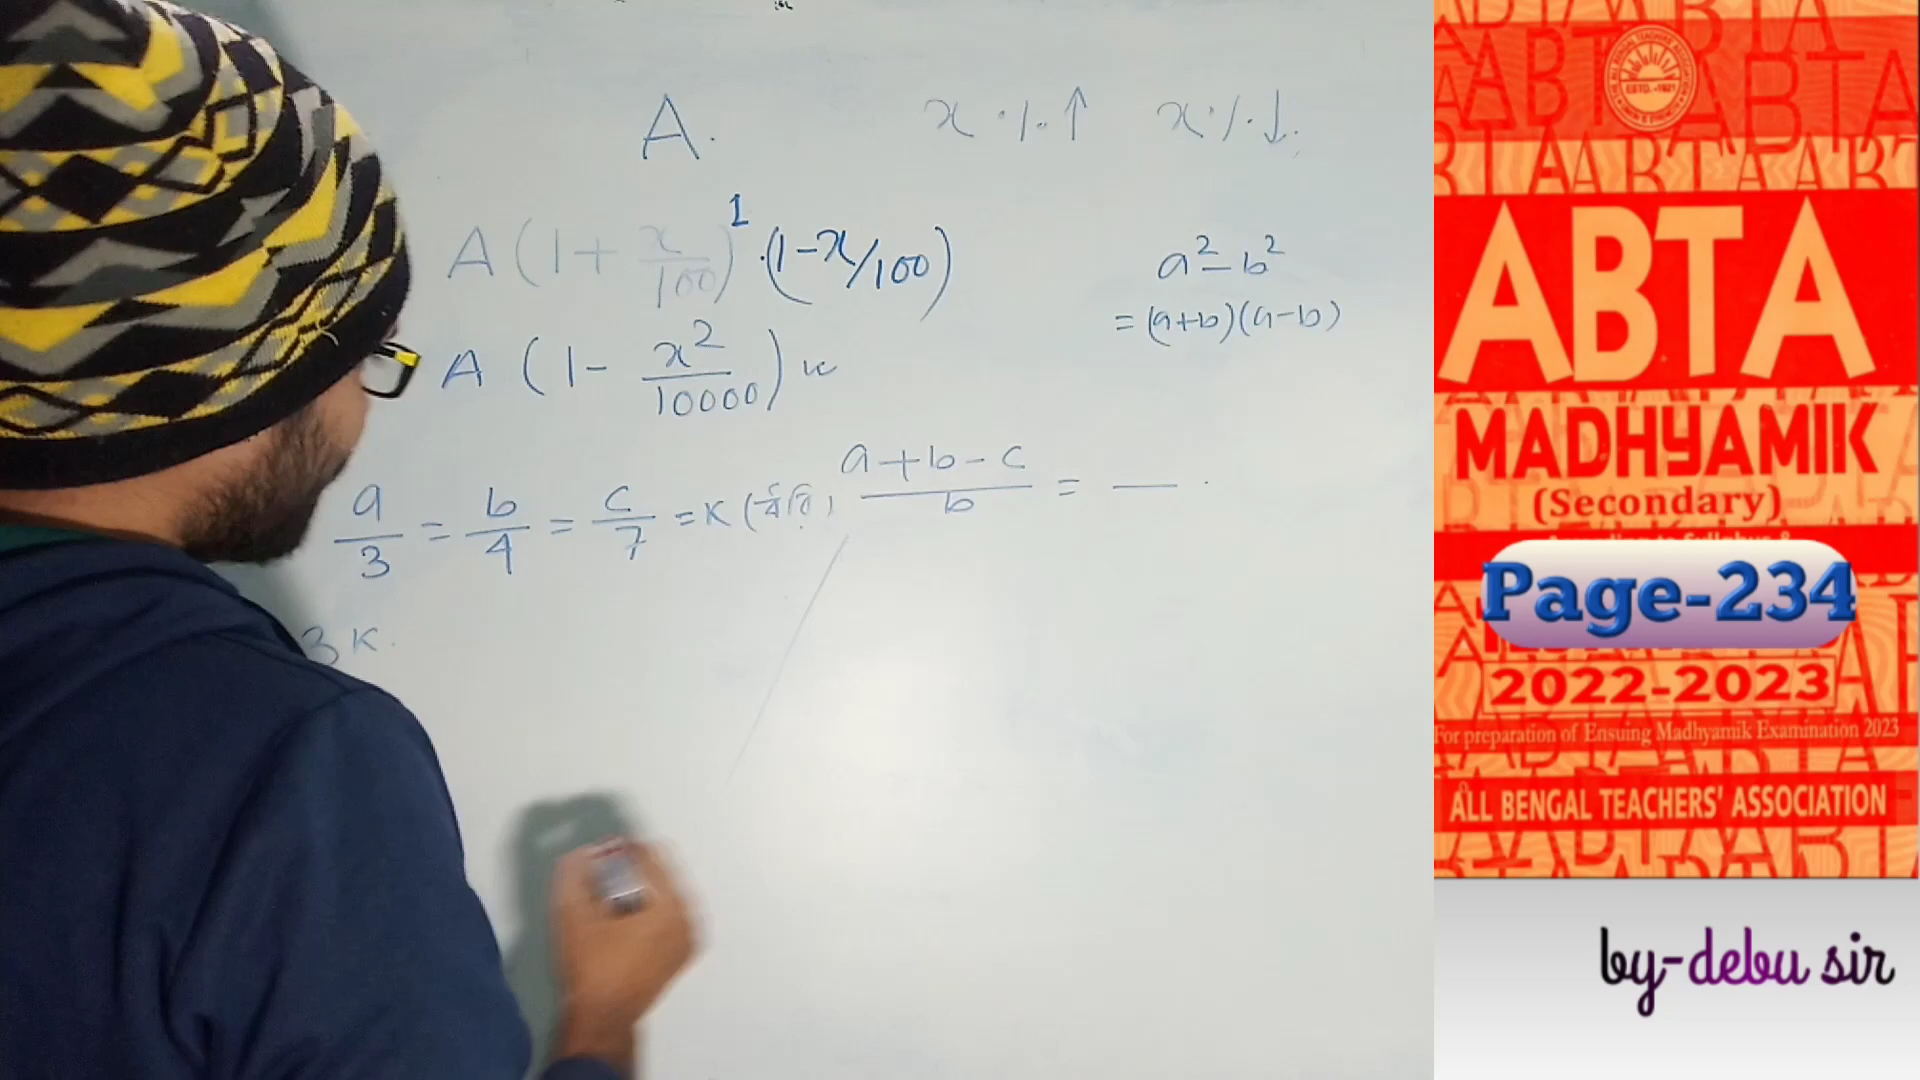 A. x % ↑ x % ↓.
A (1 + x/100)^1 . (1 - x/100)
a² - b²
= (a+b)(a-b)
A (1 - x²/10000)
a/3 = b/4 = c/7 = K (ধরি) a+b-c/b = — .
3K.
ABTA
MADHYAMIK
(Secondary)
Page-234
2022-2023
For preparation of Ensuing Madhyamik Examination 2023
ALL BENGAL TEACHERS' ASSOCIATION
by-debu sir